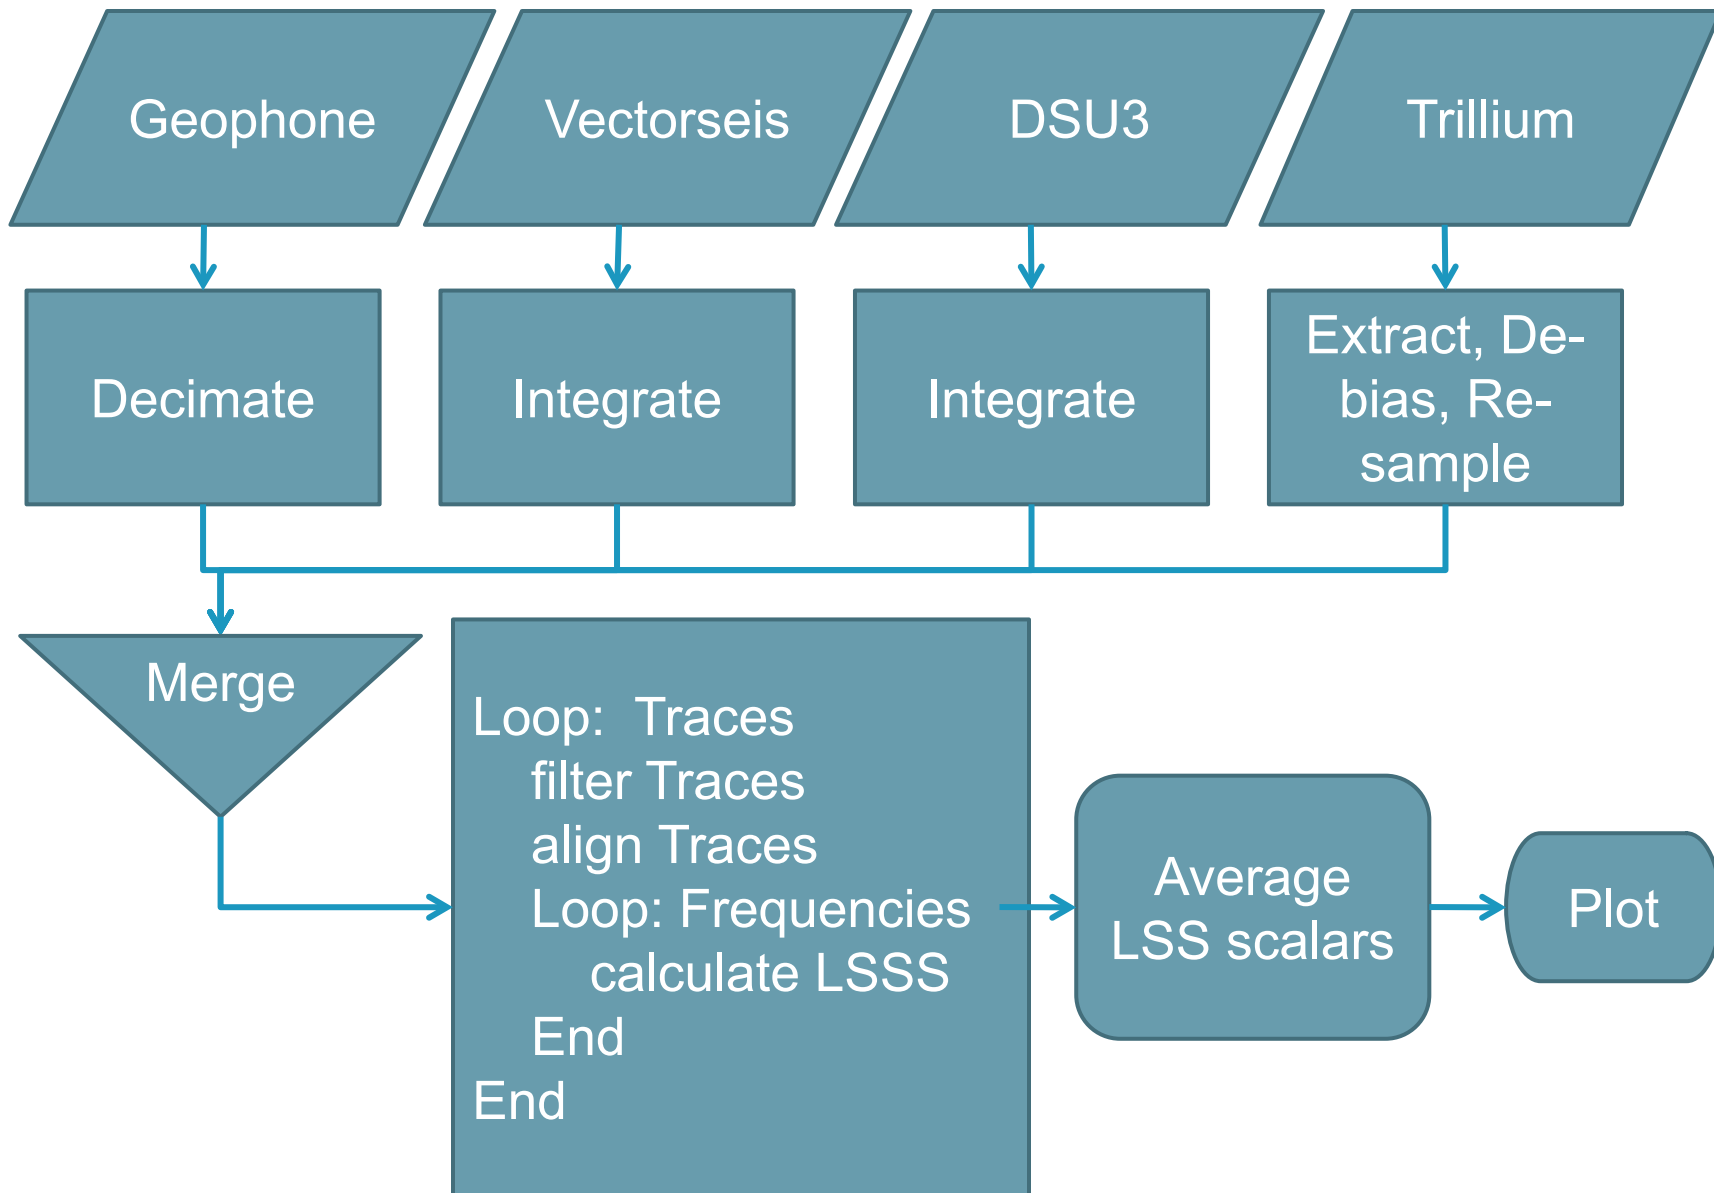 Geophone
Vectorseis
DSU3
Trillium
Decimate
Integrate
Integrate
Extract, De-
bias, Re-
sample
Merge
Loop:  Traces
filter Traces
align Traces
Loop: Frequencies
calculate LSSS
End
End
Average
LSS scalars
Plot